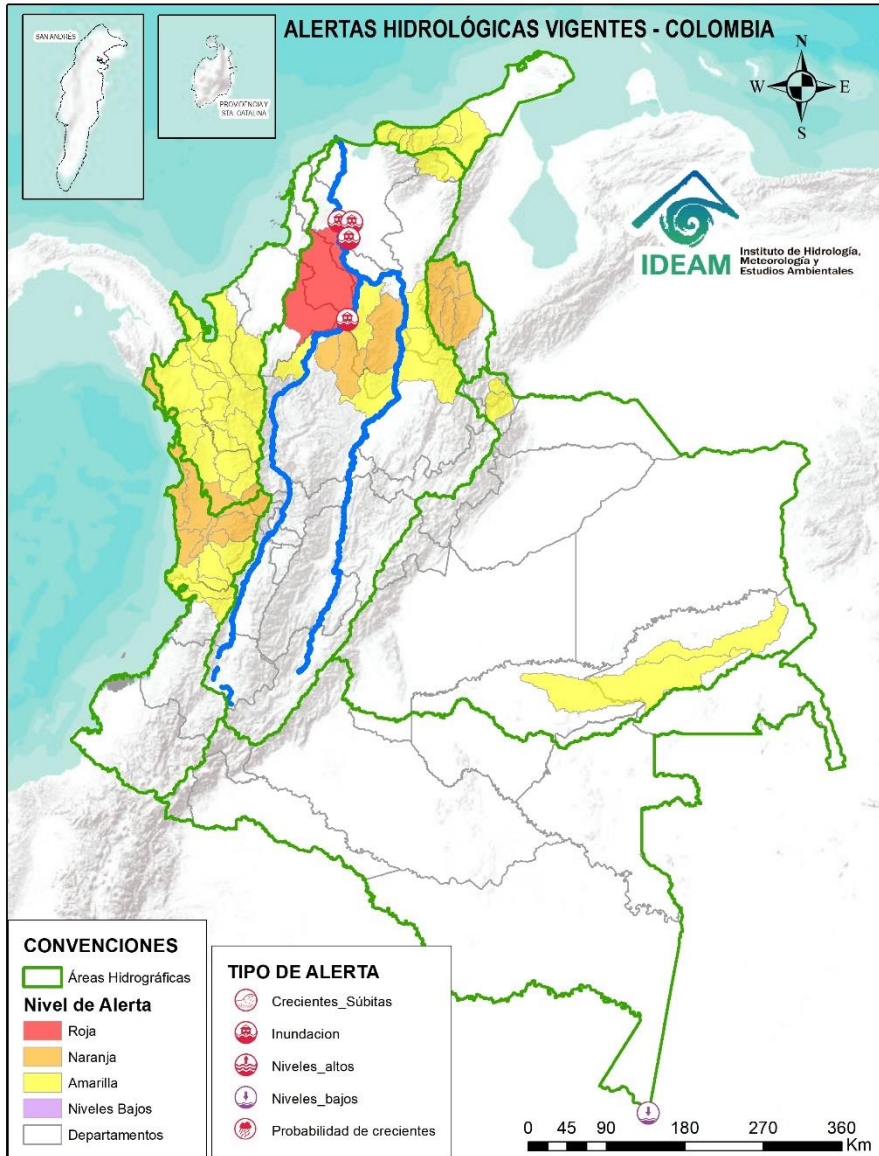 ALERTAS HIDROLÓGICAS VIGENTES - COLOMBIA
SAN ANDRÉS
PROVIDENCIA Y
STA. CATALINA
N
W
E
S
IDEAM
Instituto de Hidrología,
Meteorología y
Estudios Ambientales
CONVENCIONES
Áreas Hidrográficas
Nivel de Alerta
Roja
Naranja
Amarilla
Niveles Bajos
Departamentos
TIPO DE ALERTA
Crecientes_Súbitas
Inundacion
Niveles_altos
Niveles_bajos
Probabilidad de crecientes
0 45 90 180 270 360
Km